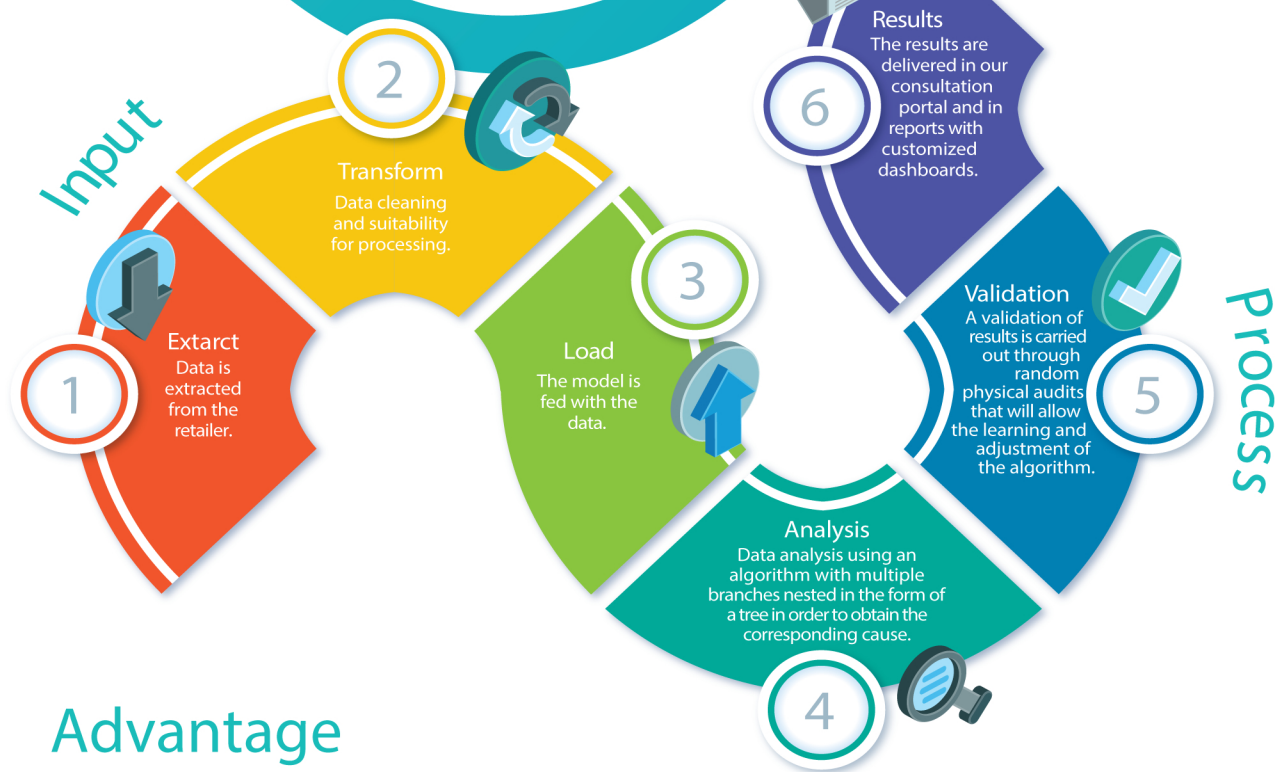 Input
1
Extarct
Data is
extracted
from the
retailer.
2
Transform
Data cleaning
and suitability
for processing.
3
Load
The model is
fed with the
data.
4
Analysis
Data analysis using an
algorithm with multiple
branches nested in the form of
a tree in order to obtain the
corresponding cause.
5
Validation
A validation of
results is carried
out through
random
physical audits
that will allow
the learning and
adjustment of
the algorithm.
Process
6
Results
The results are
delivered in our
consultation
portal and in
reports with
customized
dashboards.
Advantage